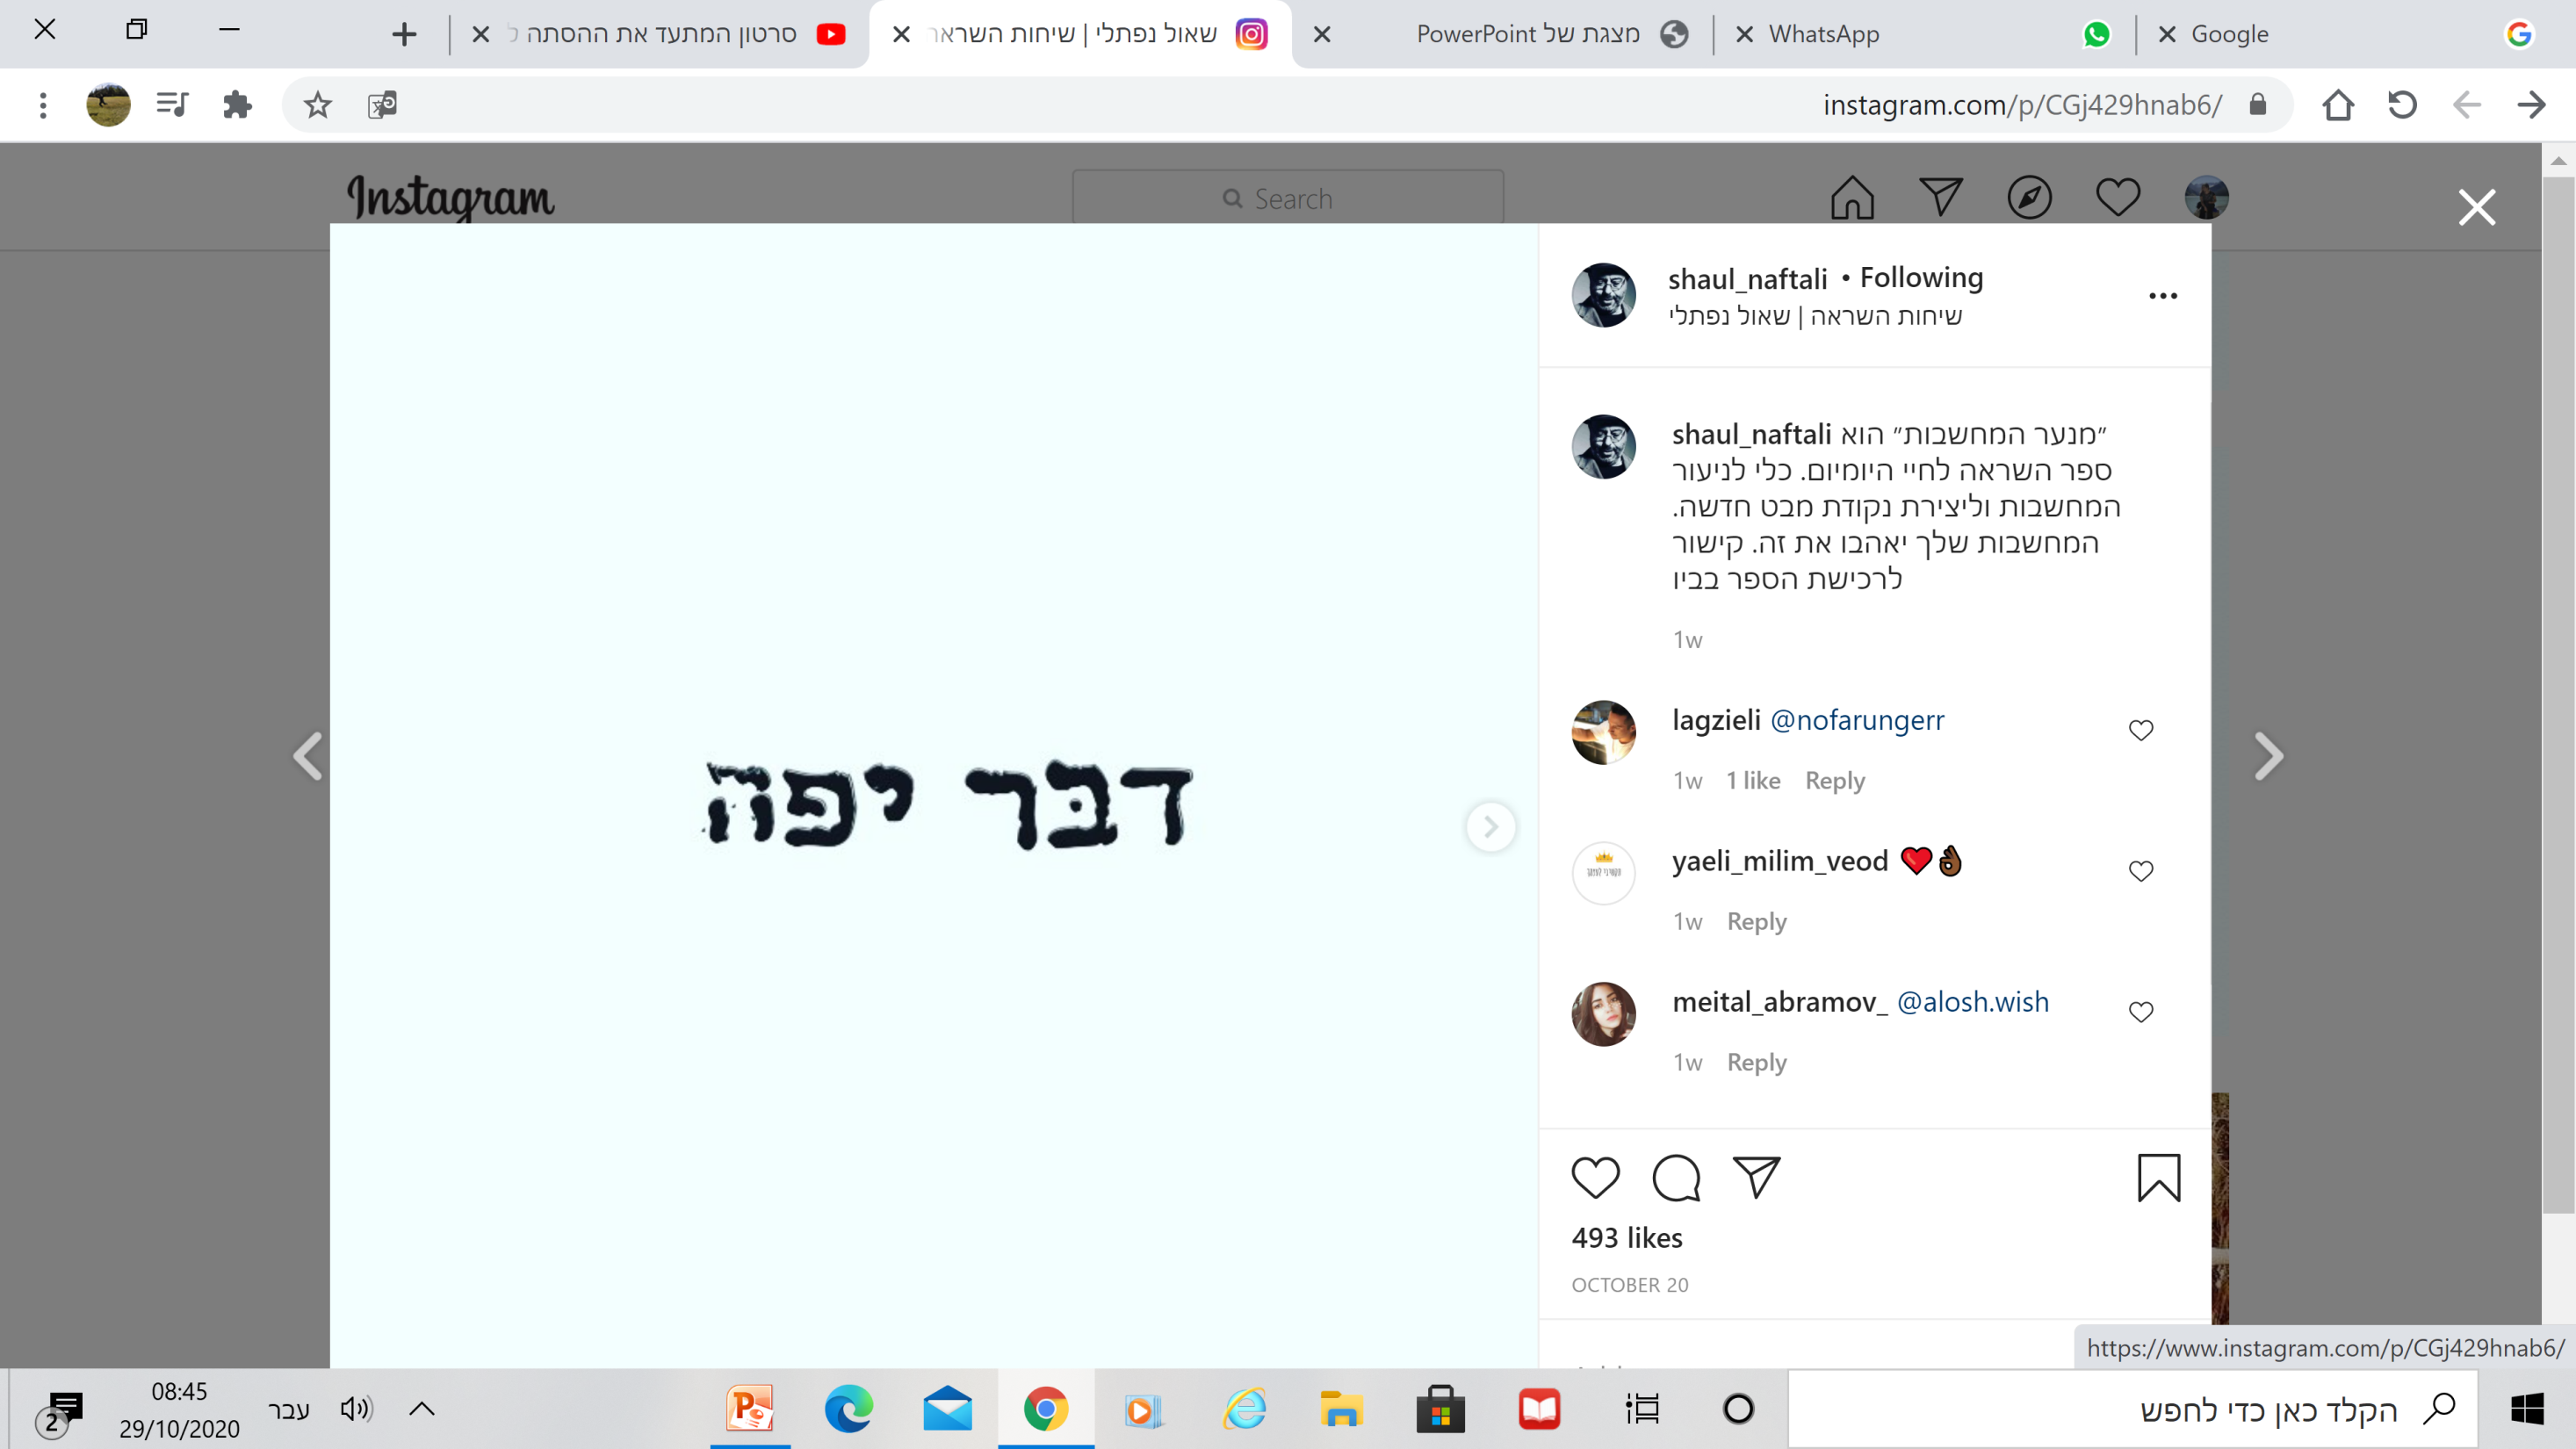 סרטון המתעד את ההסתה ל
שאול נפתלי | שיחות השראה
מצגת של PowerPoint
WhatsApp
Google
instagram.com/p/CGj429hnab6/
Instagram
Search
shaul_naftali • Following
שיחות השראה | שאול נפתלי
shaul_naftali ״מנער המחשבות״ הוא
ספר השראה לחיי היומיום. כלי לניעור
המחשבות וליצירת נקודת מבט חדשה.
המחשבות שלך יאהבו את זה. קישור
לרכישת הספר בביו
1w
דבר יפה
lagzieli @nofarungerr
1w 1 like Reply
yaeli_milim_veod ❤️👌🏾
1w Reply
meital_abramov_ @alosh.wish
1w Reply
493 likes
OCTOBER 20
https://www.instagram.com/p/CGj429hnab6/
2
08:45
29/10/2020
עבר
הקלד כאן כדי לחפש